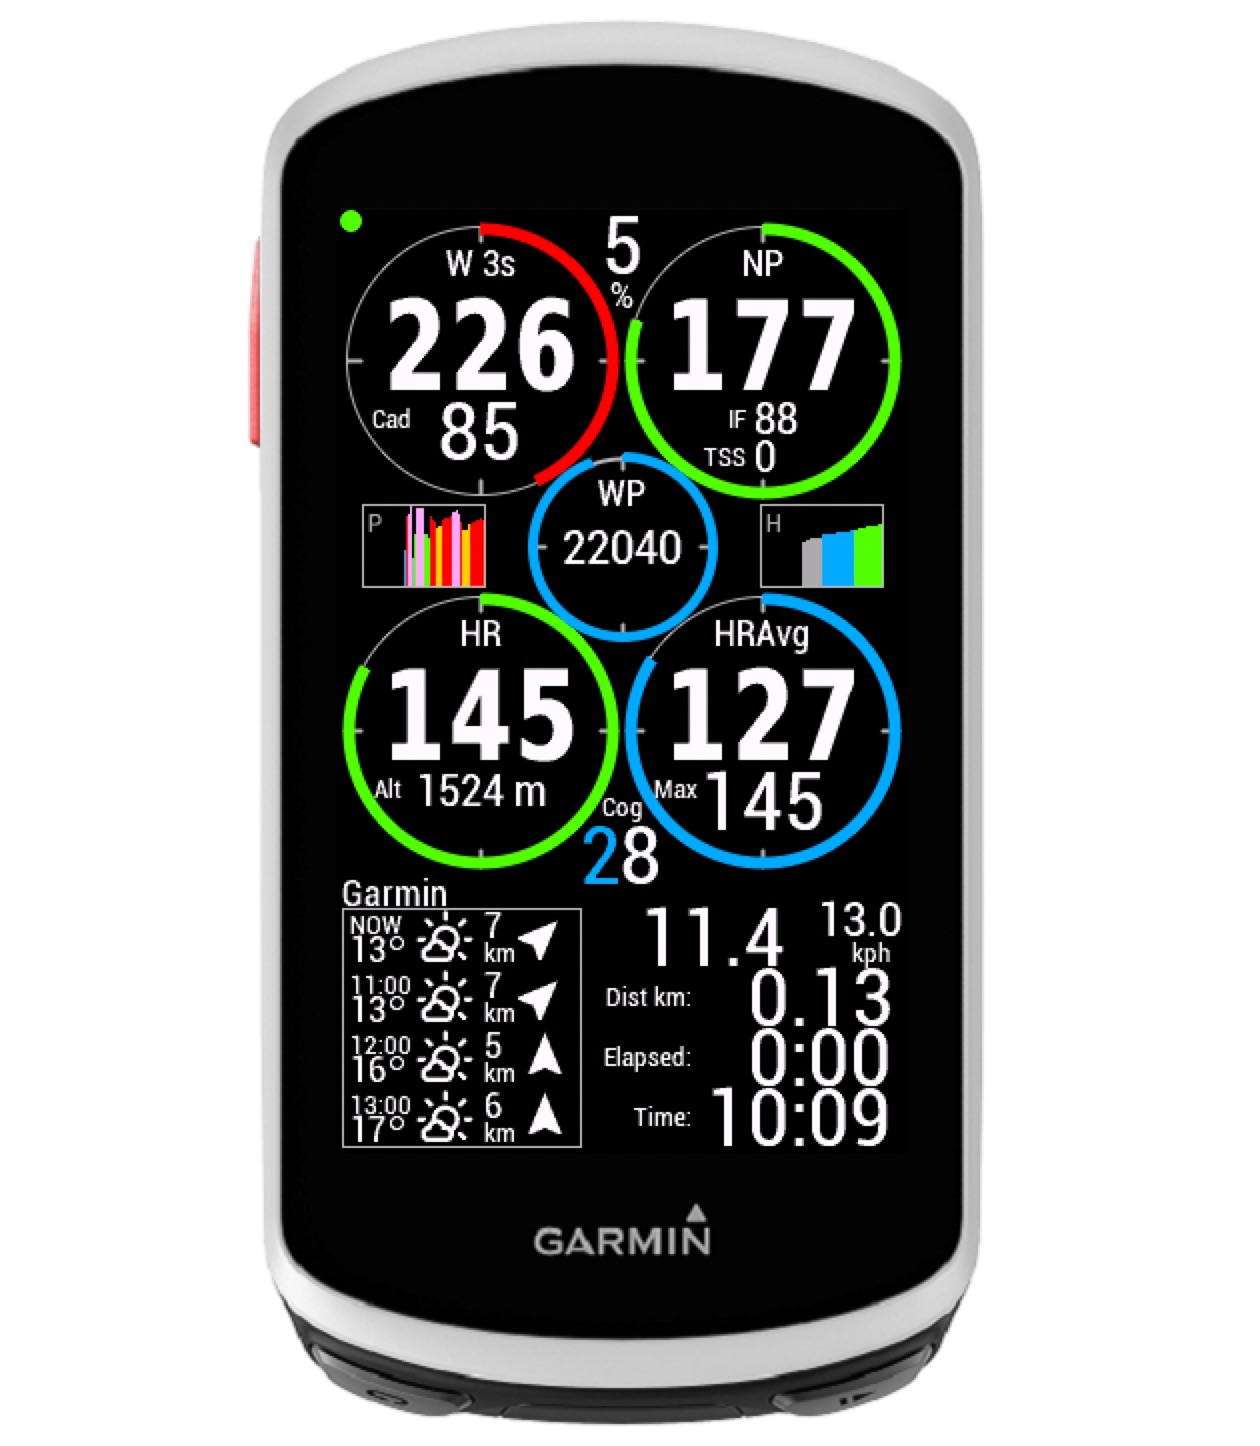 W 3s
226
Cad 85
5
%
NP
177
IF 88
TSS 0
P
WP
22040
H
HR
145
Alt 1524 m
HRAvg
127
Max 145
Cog
28
Garmin
NOW
13° 7 km
11:00
13° 7 km
12:00
16° 5 km
13:00
17° 6 km
11.4 13.0
kph
Dist km: 0.13
Elapsed: 0:00
Time: 10:09
GARMIN